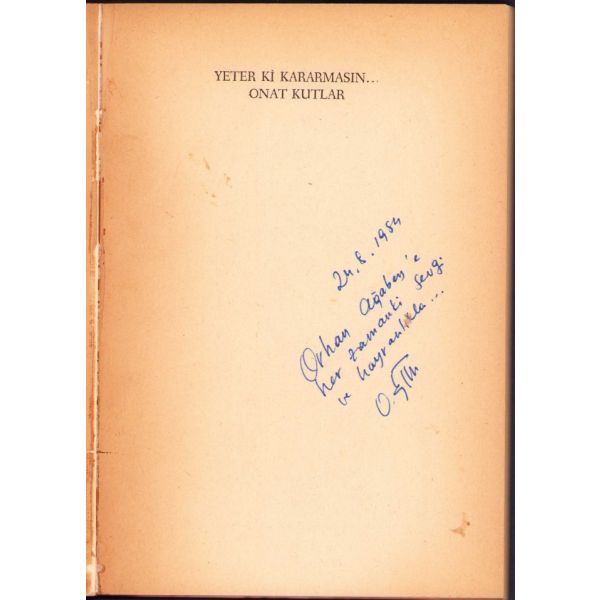 YETER Kİ KARARMASIN...
ONAT KUTLAR
24.8.1984
Orhan Ağabey'e
her zamanki sevgi
ve hayranlıkla...
O.